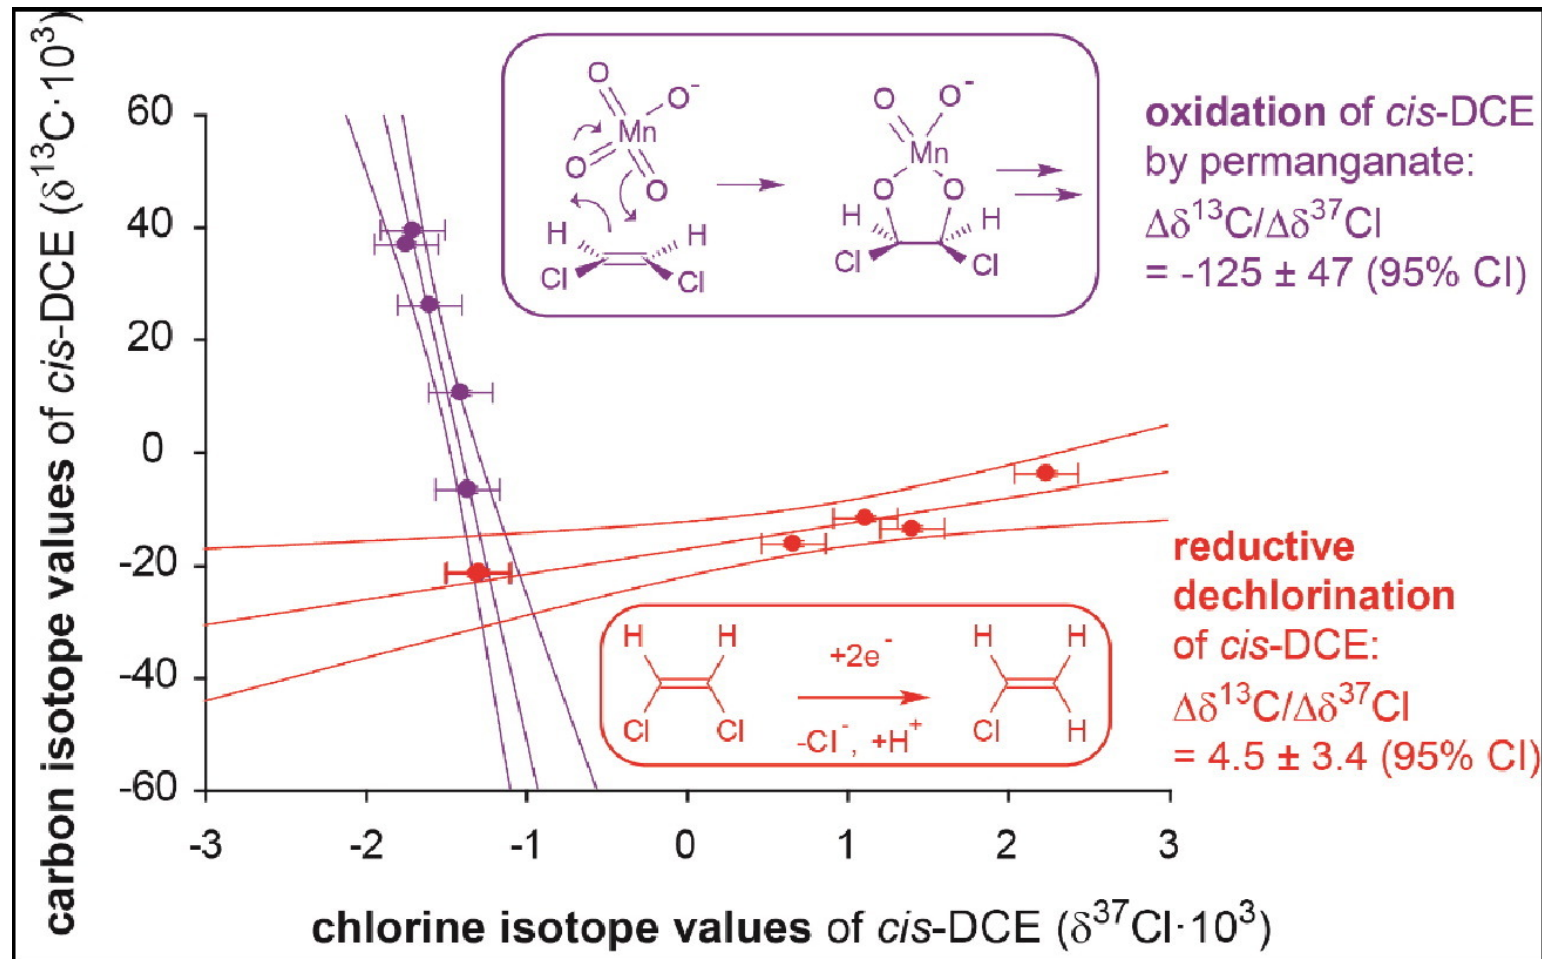 carbon isotope values of cis-DCE (δ¹³C·10³)
60
40
20
0
-20
-40
-60
-3
-2
-1
0
1
2
3
chlorine isotope values of cis-DCE (δ³⁷Cl·10³)
O
O⁻
Mn
O
O
H
H
Cl
Cl
O
O⁻
Mn
O
O
H
H
Cl
Cl
oxidation of cis-DCE
by permanganate:
Δδ¹³C/Δδ³⁷Cl
= -125 ± 47 (95% CI)
H
H
Cl
Cl
+2e⁻
-Cl⁻, +H⁺
H
H
Cl
H
reductive
dechlorination
of cis-DCE:
Δδ¹³C/Δδ³⁷Cl
= 4.5 ± 3.4 (95% CI)